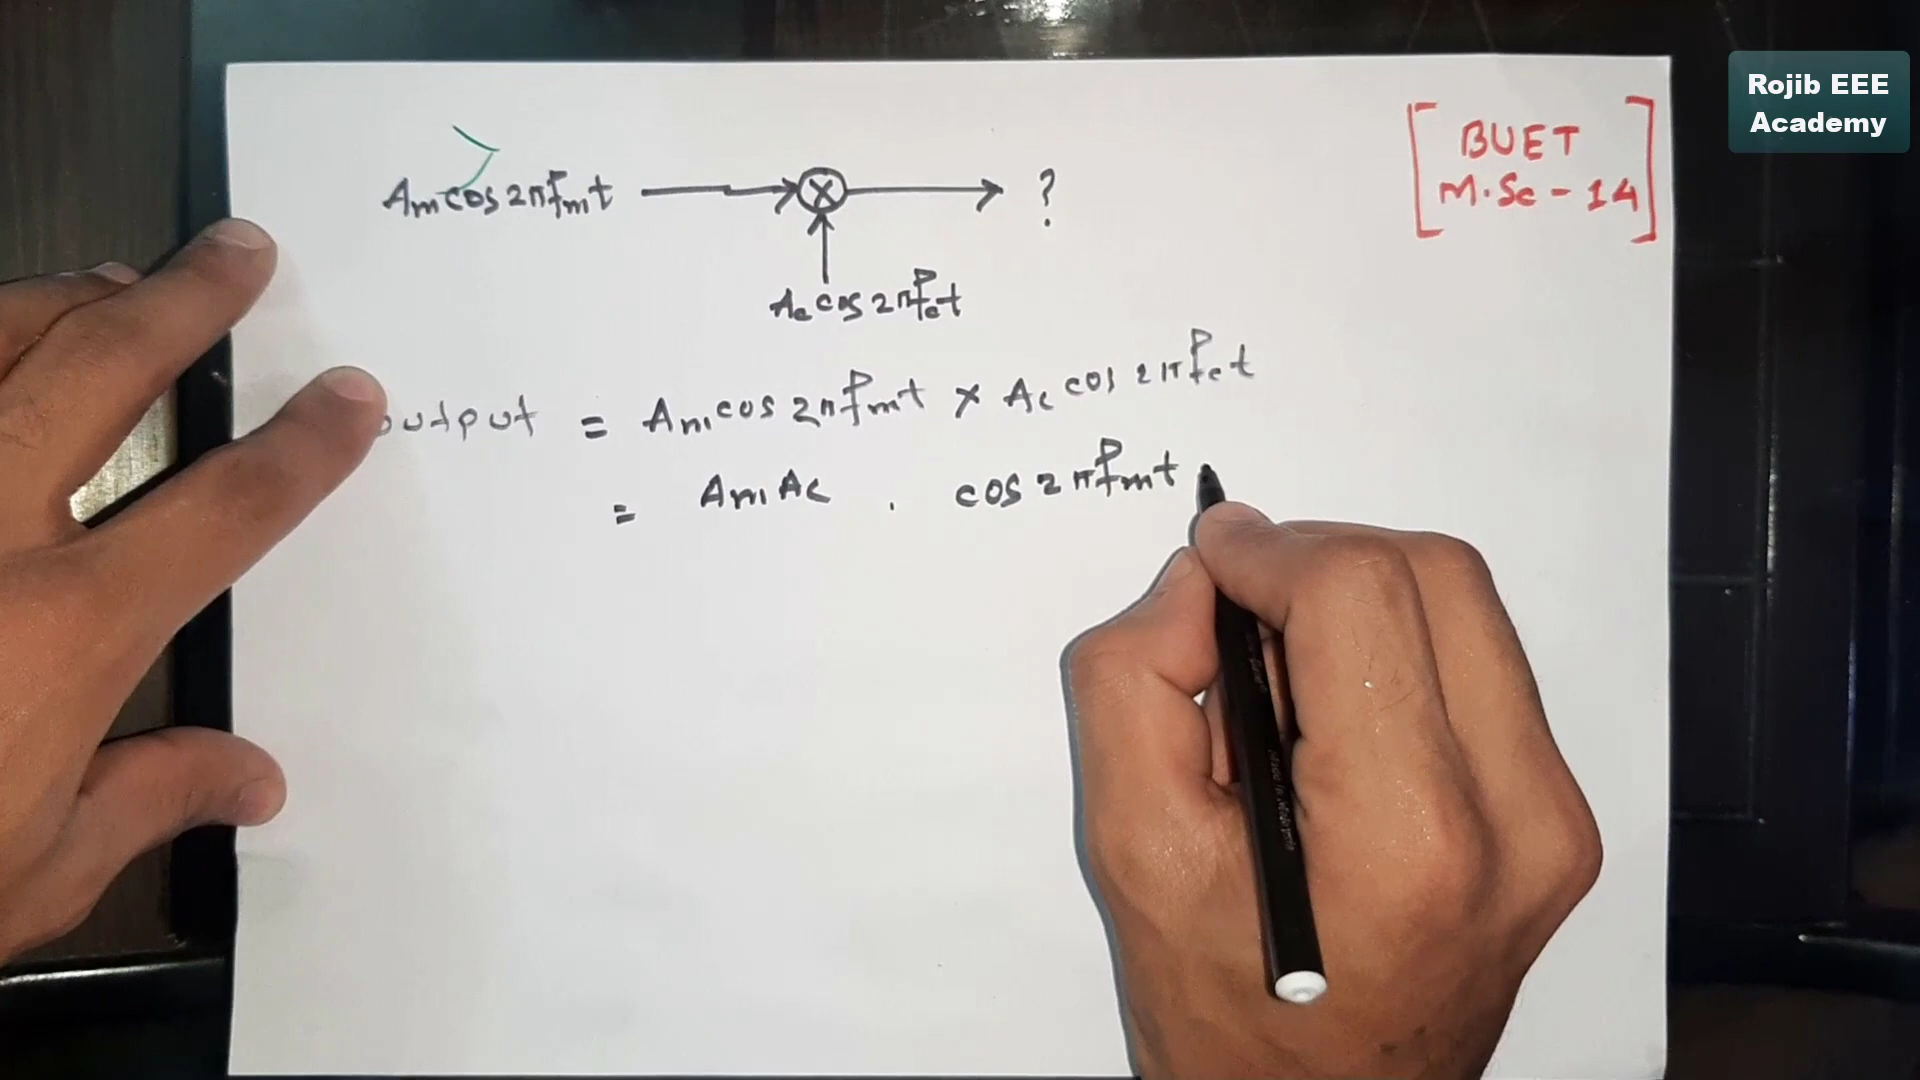 Am cos 2πfmt ⊗ ?
Ac cos 2πfct
output = Am cos 2πfmt × Ac cos 2πfct
= Am Ac . cos 2πfmt
[BUET
M.Sc - 14]
Rojib EEE
Academy